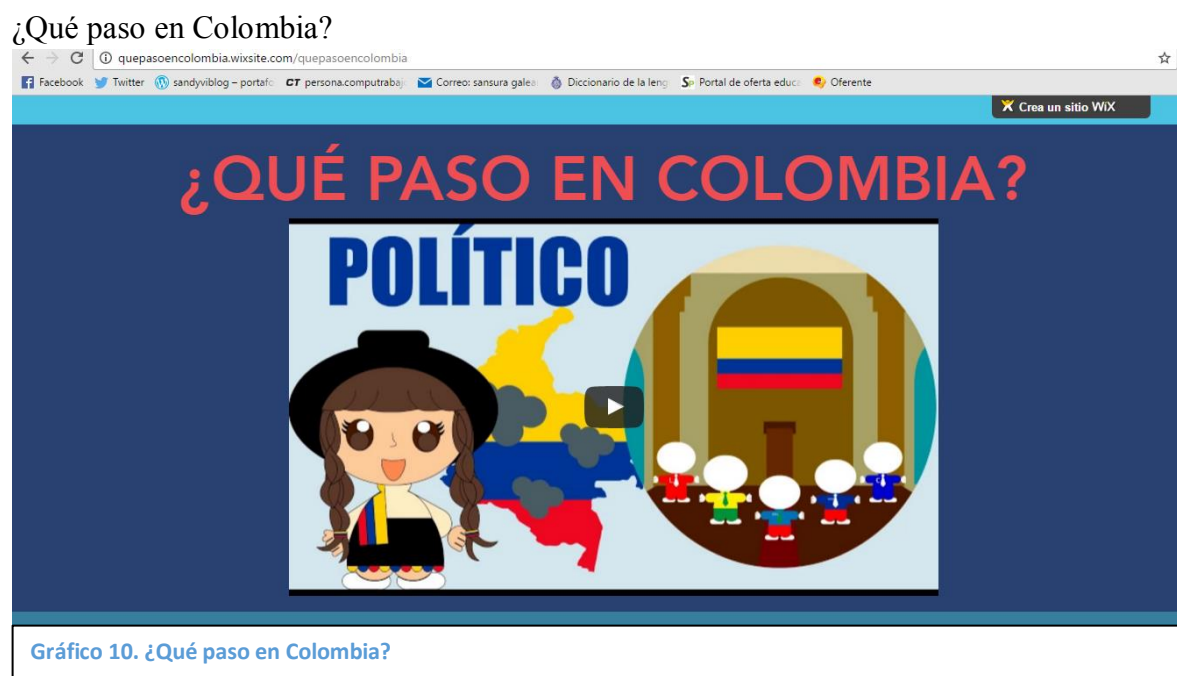 ¿Qué paso en Colombia?
quepasoencolombia.wixsite.com/quepasoencolombia
Facebook Twitter sandyviblog – portafo CT persona.computrabaj Correo: sansura galea Diccionario de la leng Portal de oferta educa Oferente
Crea un sitio WiX
¿QUÉ PASO EN COLOMBIA?
POLÍTICO
Gráfico 10. ¿Qué paso en Colombia?